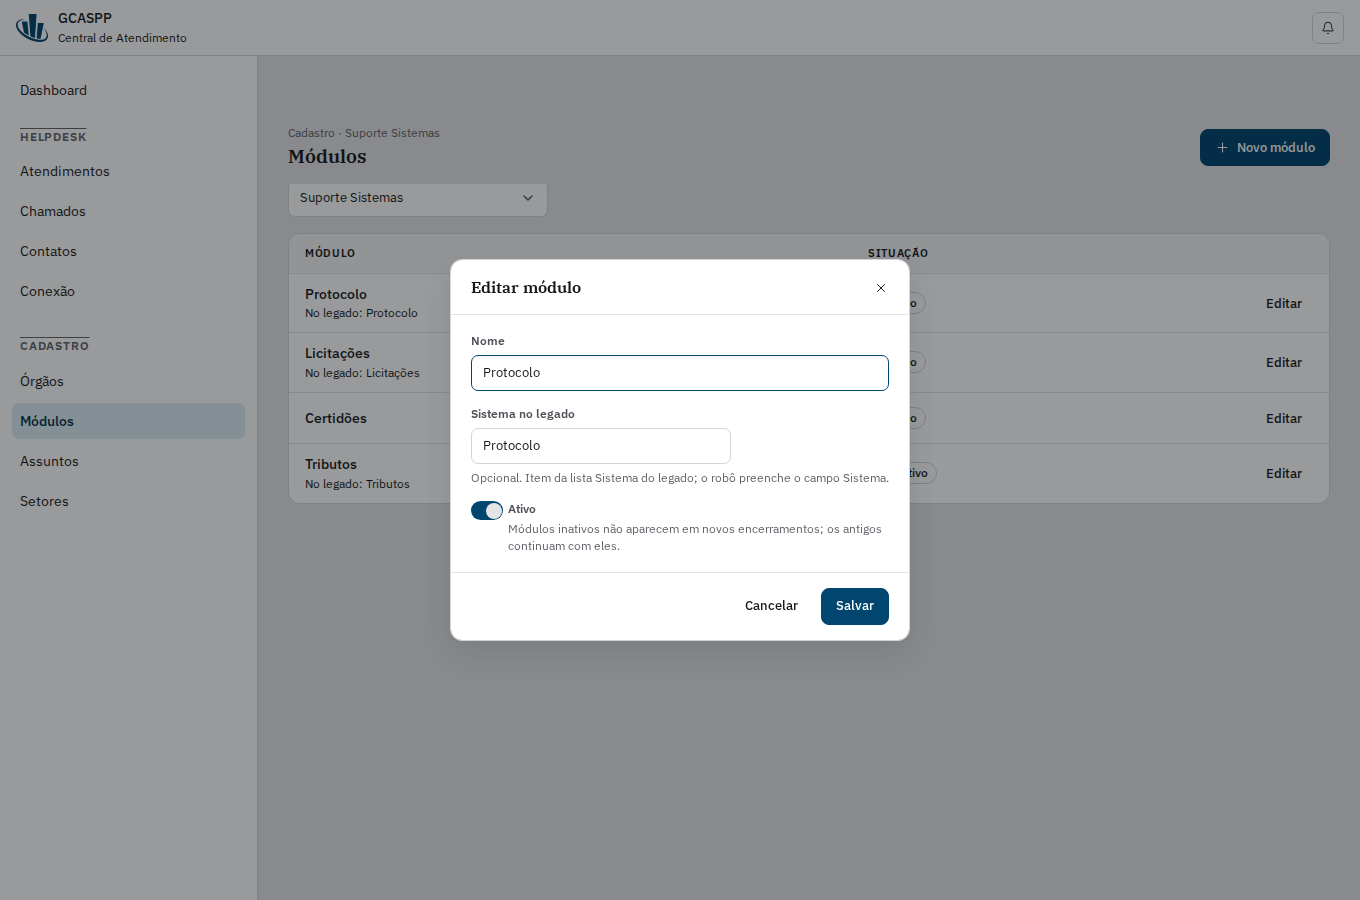 GCASPP
Central de Atendimento
Dashboard
HELPDESK
Atendimentos
Chamados
Contatos
Conexão
CADASTRO
Órgãos
Módulos
Assuntos
Setores
Cadastro · Suporte Sistemas
Módulos
Novo módulo
Suporte Sistemas
MÓDULO
SITUAÇÃO
Protocolo
No legado: Protocolo
Editar
Licitações
No legado: Licitações
Editar
Certidões
Editar
Tributos
No legado: Tributos
Editar
Editar módulo
Nome
Protocolo
Sistema no legado
Protocolo
Opcional. Item da lista Sistema do legado; o robô preenche o campo Sistema.
Ativo
Módulos inativos não aparecem em novos encerramentos; os antigos
continuam com eles.
Cancelar
Salvar